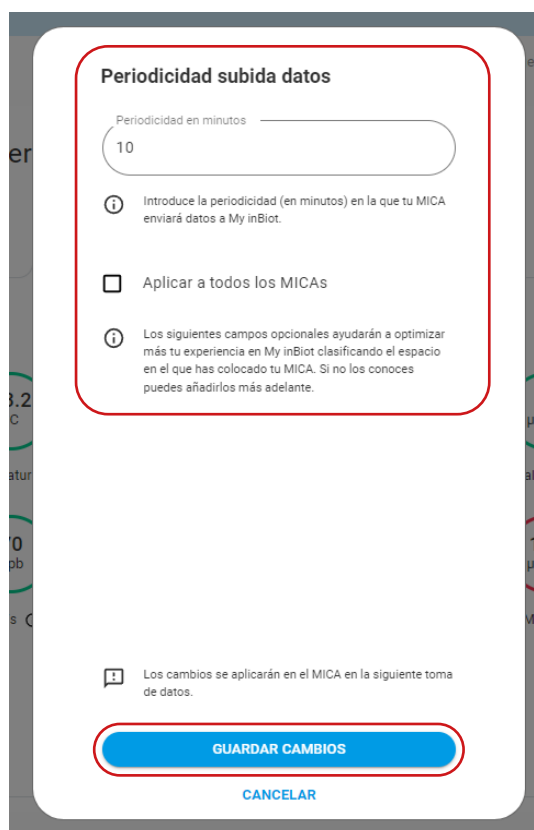 Periodicidad subida datos
Periodicidad en minutos
10
Introduce la periodicidad (en minutos) en la que tu MICA
enviará datos a My inBiot.
Aplicar a todos los MICAs
Los siguientes campos opcionales ayudarán a optimizar
más tu experiencia en My inBiot clasificando el espacio
en el que has colocado tu MICA. Si no los conoces
puedes añadirlos más adelante.
Los cambios se aplicarán en el MICA en la siguiente toma
de datos.
GUARDAR CAMBIOS
CANCELAR